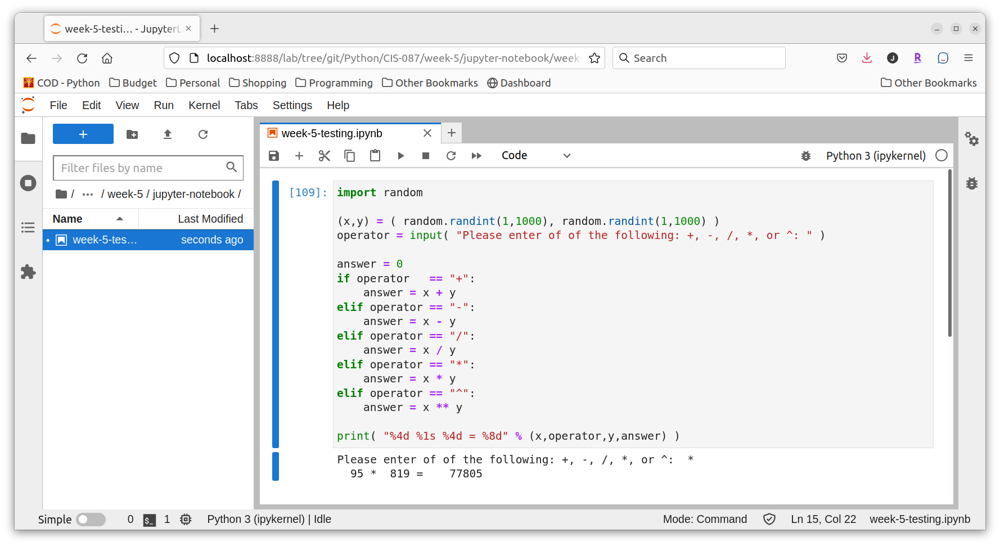 week-5-testi… - JupyterL
localhost:8888/lab/tree/git/Python/CIS-087/week-5/jupyter-notebook/week-
Search
J
R
COD - Python
Budget
Personal
Shopping
Programming
Other Bookmarks
Dashboard
Other Bookmarks
File Edit View Run Kernel Tabs Settings Help
Filter files by name
/ … / week-5 / jupyter-notebook /
Name Last Modified
week-5-tes… seconds ago
week-5-testing.ipynb
Code
Python 3 (ipykernel)
[109]:
import random
(x,y) = ( random.randint(1,1000), random.randint(1,1000) )
operator = input( "Please enter of of the following: +, -, /, *, or ^: " )
answer = 0
if operator   == "+":
    answer = x + y
elif operator == "-":
    answer = x - y
elif operator == "/":
    answer = x / y
elif operator == "*":
    answer = x * y
elif operator == "^":
    answer = x ** y
print( "%4d %1s %4d = %8d" % (x,operator,y,answer) )
Please enter of of the following: +, -, /, *, or ^:  *
  95 *  819 =    77805
Simple 0 $_ 1 Python 3 (ipykernel) | Idle Mode: Command Ln 15, Col 22 week-5-testing.ipynb